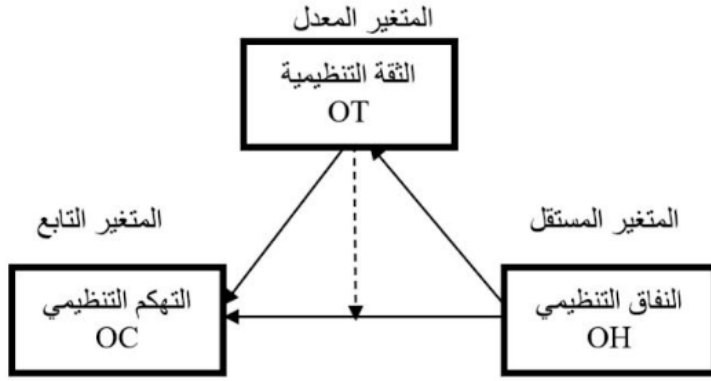 المتغير المعدل
الثقة التنظيمية
OT
المتغير المستقل
المتغير التابع
النفاق التنظيمي
OH
التهكم التنظيمي
OC